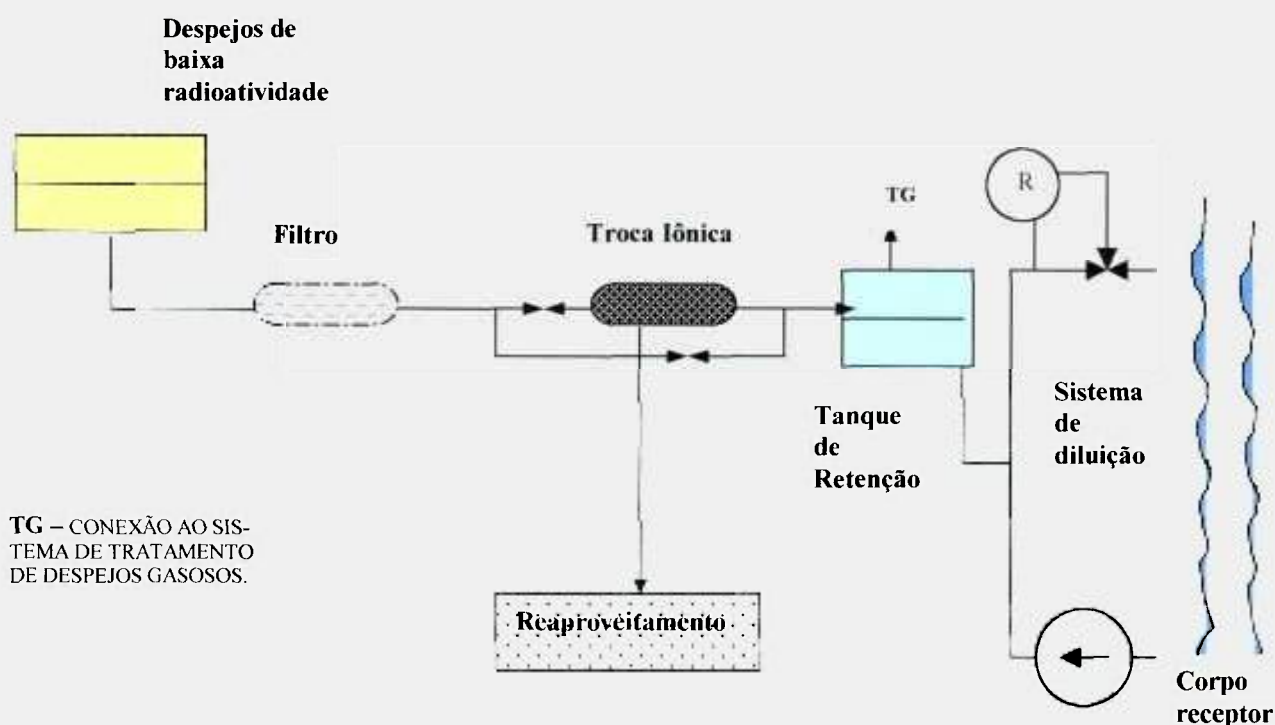 Despejos de
baixa
radioatividade
Filtro
Troca Iônica
TG
R
Tanque
de
Retenção
Sistema
de
diluição
TG – CONEXÃO AO SIS-
TEMA DE TRATAMENTO
DE DESPEJOS GASOSOS.
Reaproveitamento
Corpo
receptor